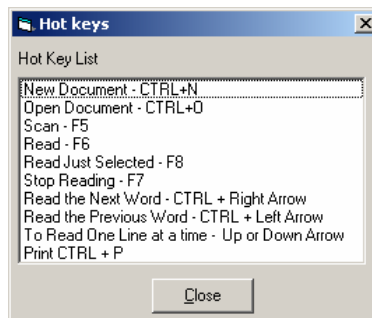 Hot keys
Hot Key List
New Document - CTRL+N
Open Document - CTRL+O
Scan - F5
Read - F6
Read Just Selected - F8
Stop Reading - F7
Read the Next Word - CTRL + Right Arrow
Read the Previous Word - CTRL + Left Arrow
To Read One Line at a time - Up or Down Arrow
Print CTRL + P
Close